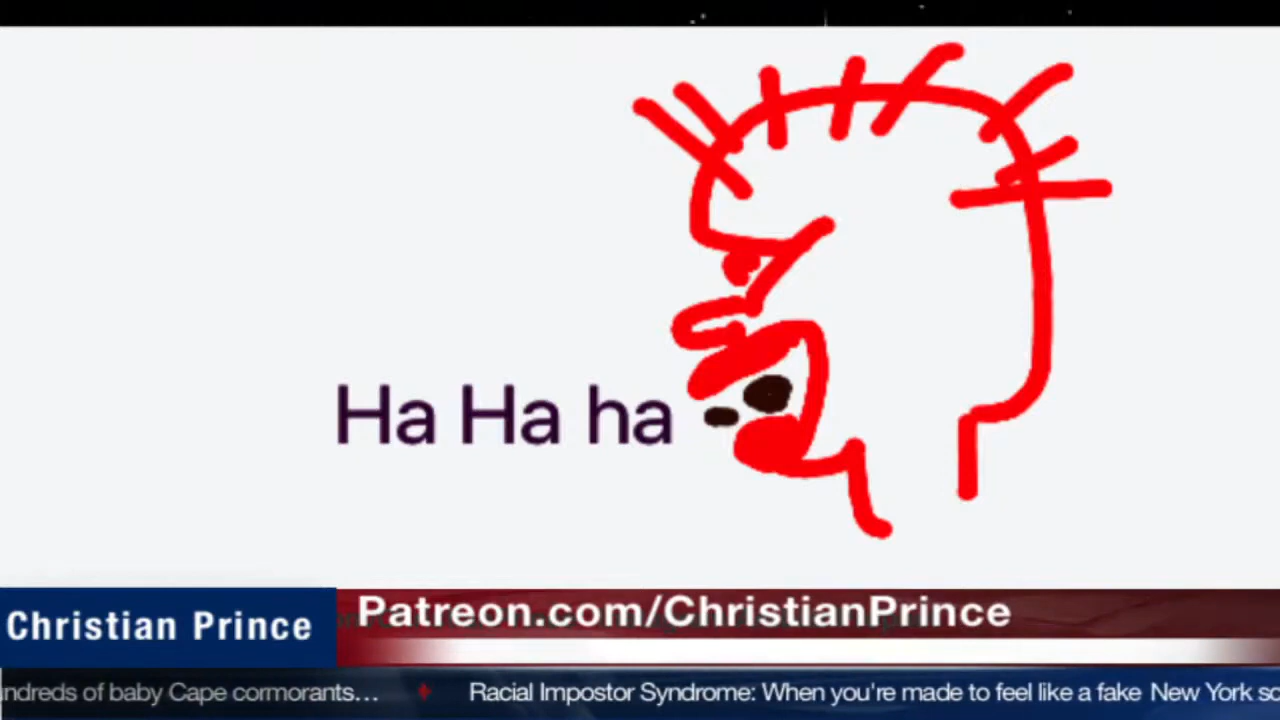 Ha Ha ha
Christian Prince
Patreon.com/ChristianPrince
ndreds of baby Cape cormorants... Racial Impostor Syndrome: When you're made to feel like a fake New York sc